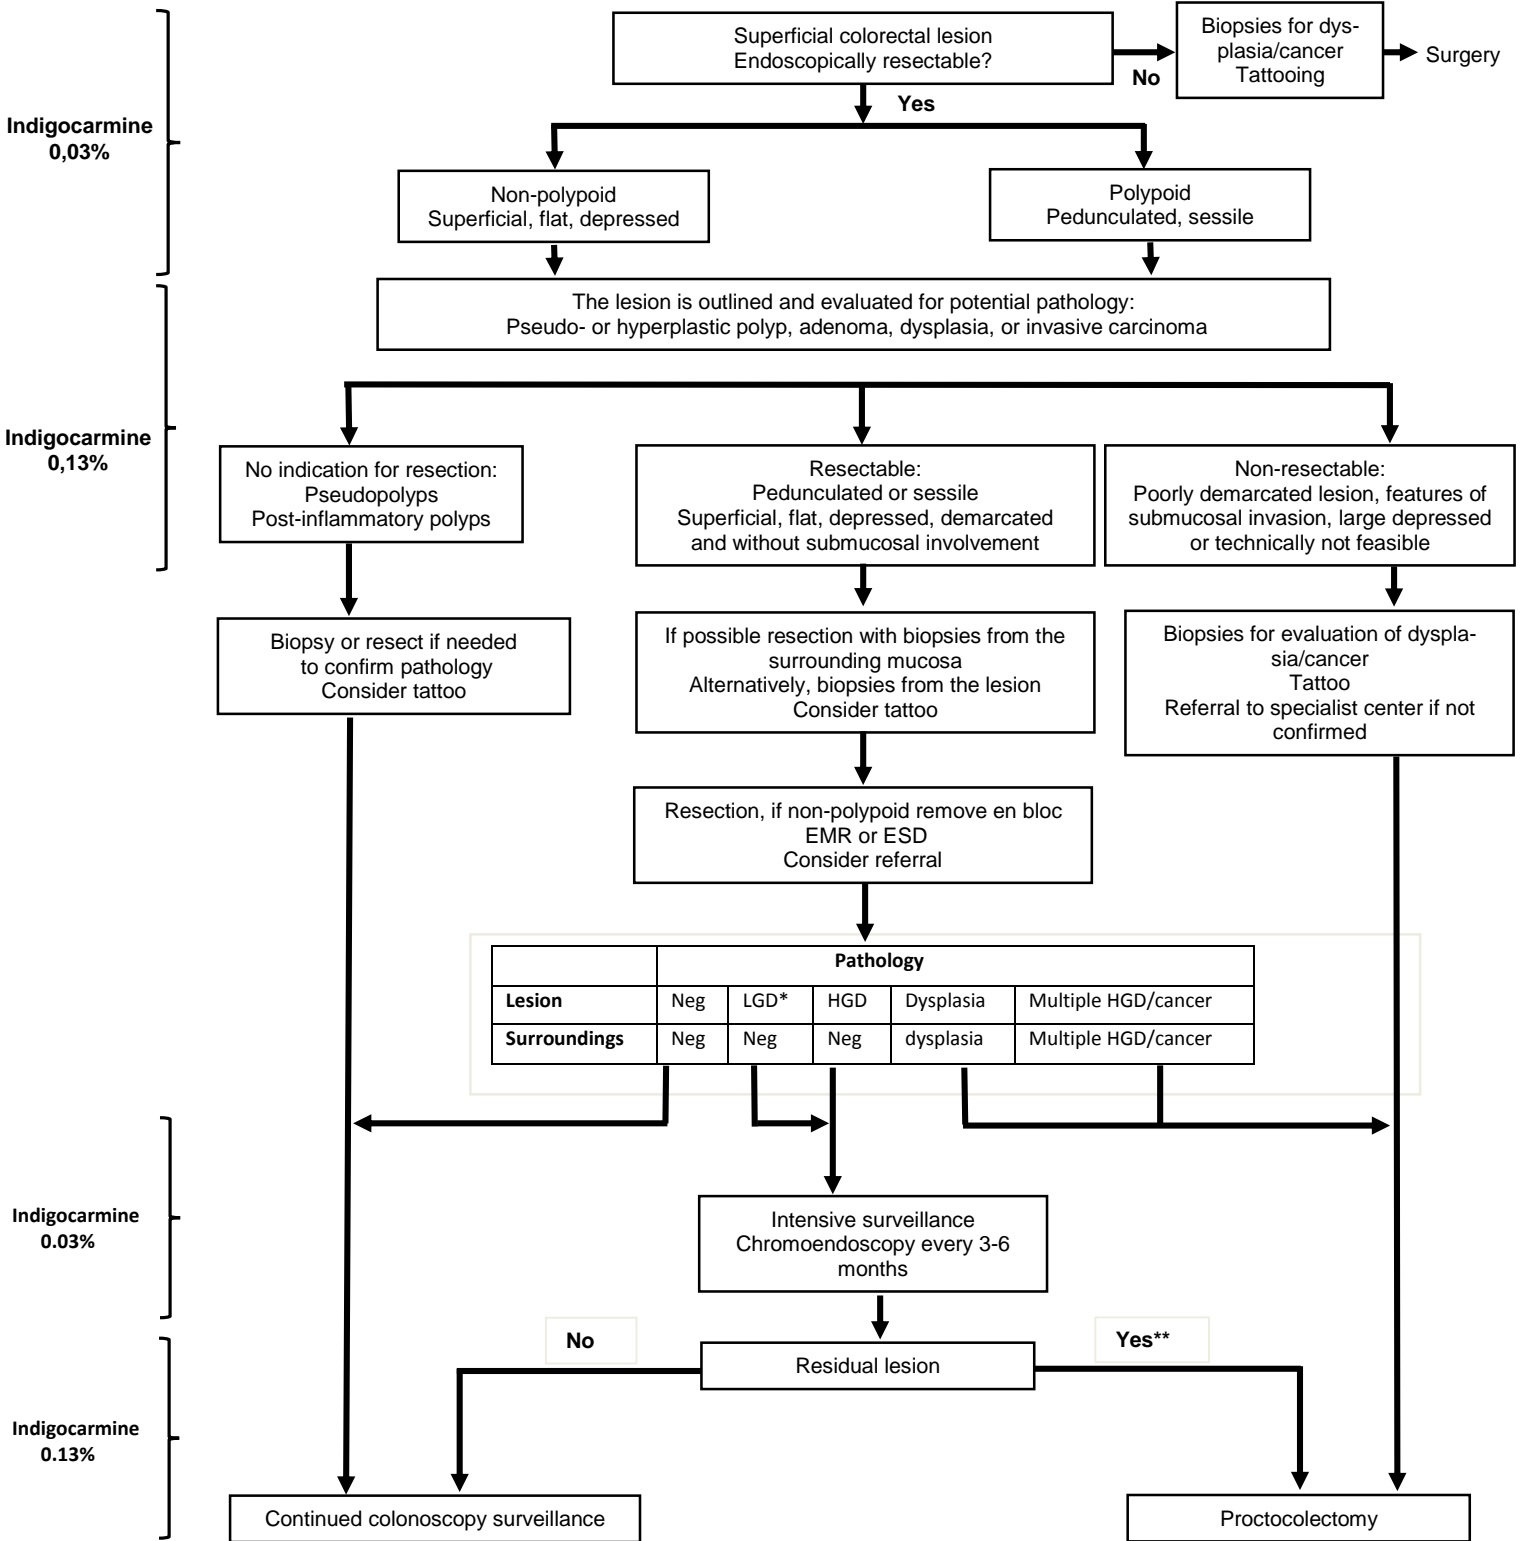 Superficial colorectal lesion
Endoscopically resectable?
No
Biopsies for dys-
plasia/cancer
Tattooing
Surgery
Yes
Indigocarmine
0,03%
Non-polypoid
Superficial, flat, depressed
Polypoid
Pedunculated, sessile
The lesion is outlined and evaluated for potential pathology:
Pseudo- or hyperplastic polyp, adenoma, dysplasia, or invasive carcinoma
Indigocarmine
0,13%
No indication for resection:
Pseudopolyps
Post-inflammatory polyps
Resectable:
Pedunculated or sessile
Superficial, flat, depressed, demarcated
and without submucosal involvement
Non-resectable:
Poorly demarcated lesion, features of
submucosal invasion, large depressed
or technically not feasible
Biopsy or resect if needed
to confirm pathology
Consider tattoo
If possible resection with biopsies from the
surrounding mucosa
Alternatively, biopsies from the lesion
Consider tattoo
Biopsies for evaluation of dyspla-
sia/cancer
Tattoo
Referral to specialist center if not
confirmed
Resection, if non-polypoid remove en bloc
EMR or ESD
Consider referral
Pathology
Lesion Neg LGD* HGD Dysplasia Multiple HGD/cancer
Surroundings Neg Neg Neg dysplasia Multiple HGD/cancer
Indigocarmine
0.03%
Intensive surveillance
Chromoendoscopy every 3-6
months
No
Residual lesion
Yes**
Indigocarmine
0.13%
Continued colonoscopy surveillance
Proctocolectomy